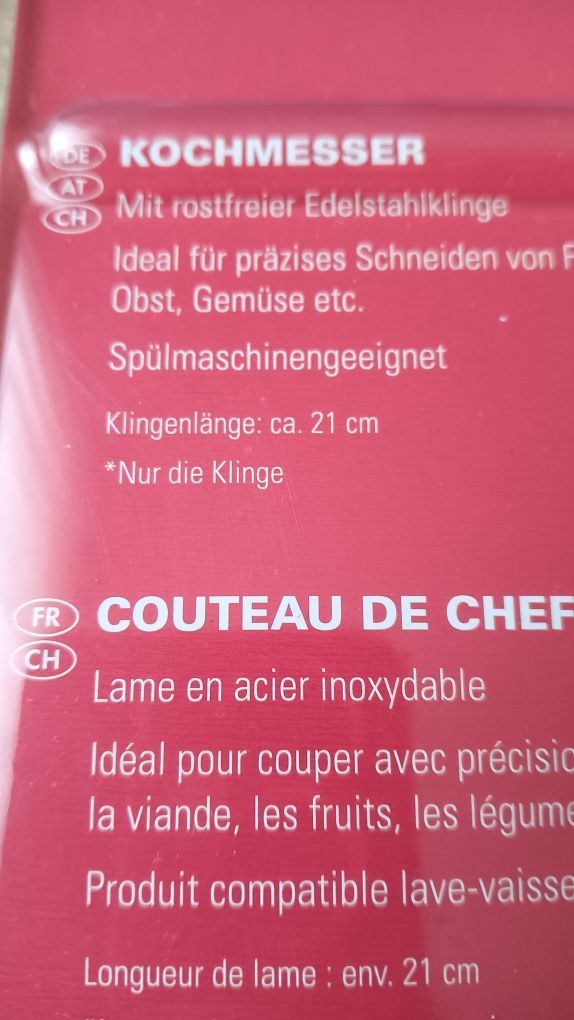 DE KOCHMESSER
AT Mit rostfreier Edelstahlklinge
CH
Ideal für präzises Schneiden von F
Obst, Gemüse etc.
Spülmaschinengeeignet
Klingenlänge: ca. 21 cm
*Nur die Klinge
FR COUTEAU DE CHEF
CH
Lame en acier inoxydable
Idéal pour couper avec précisio
la viande, les fruits, les légume
Produit compatible lave-vaisse
Longueur de lame : env. 21 cm